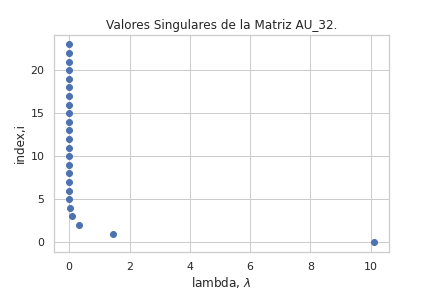 Valores Singulares de la Matriz AU_32.
20
15
10
5
0
index,i
0 2 4 6 8 10
lambda, λ